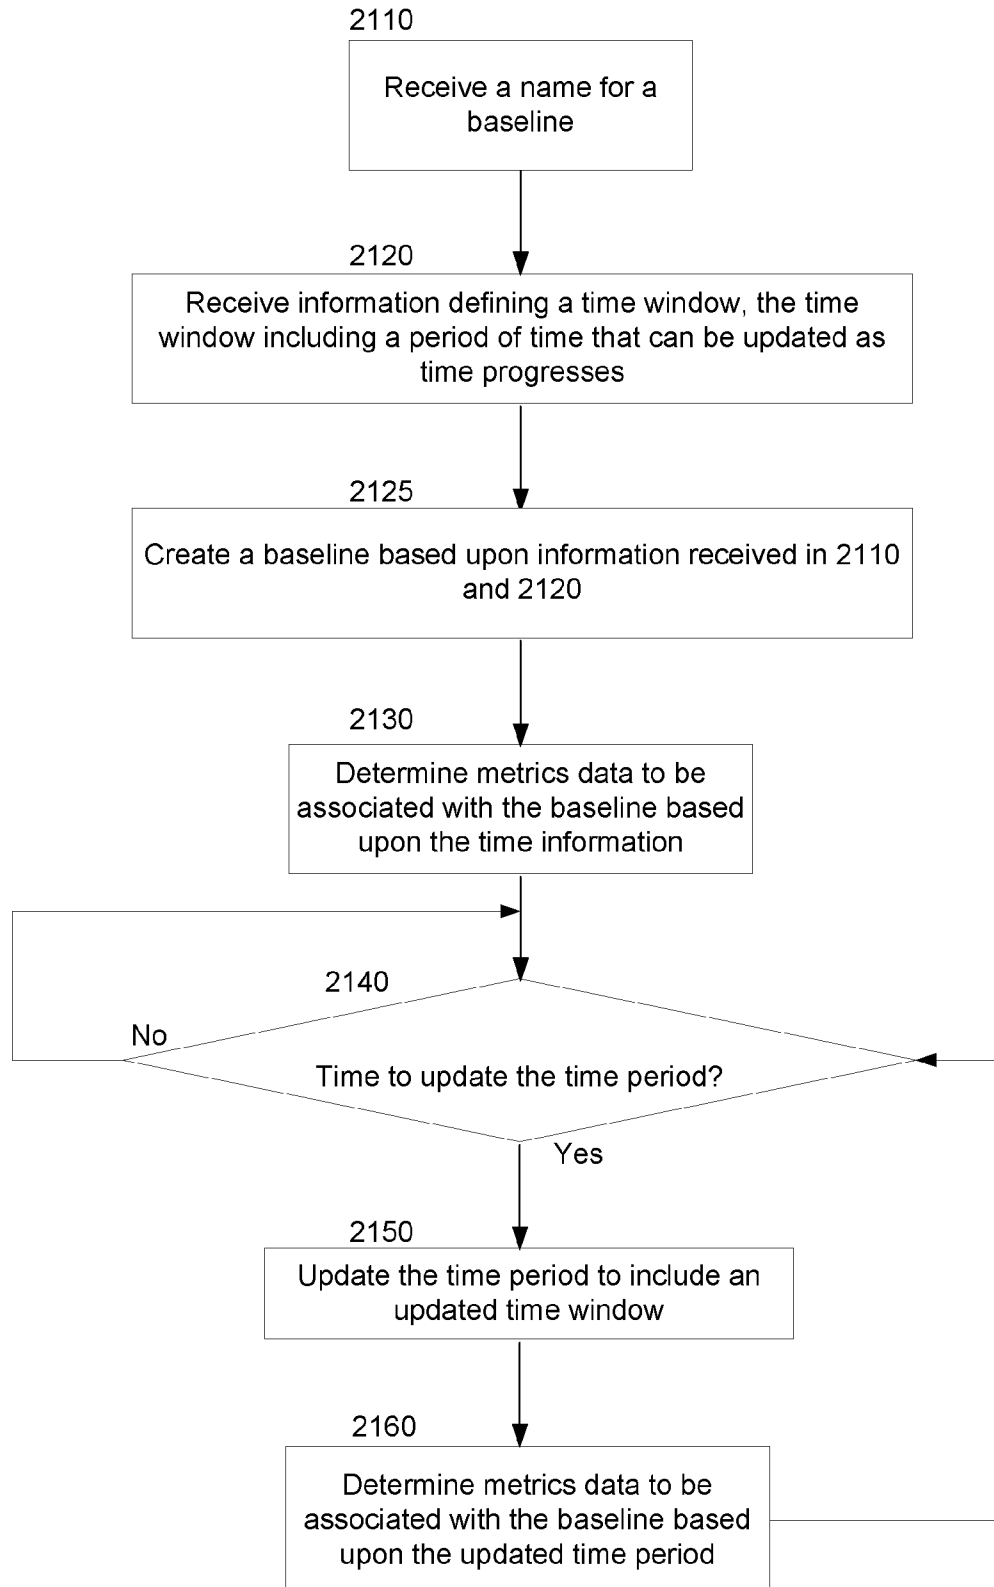 2110
Receive a name for a
baseline
2120
Receive information defining a time window, the time
window including a period of time that can be updated as
time progresses
2125
Create a baseline based upon information received in 2110
and 2120
2130
Determine metrics data to be
associated with the baseline based
upon the time information
2140
No
Time to update the time period?
Yes
2150
Update the time period to include an
updated time window
2160
Determine metrics data to be
associated with the baseline based
upon the updated time period